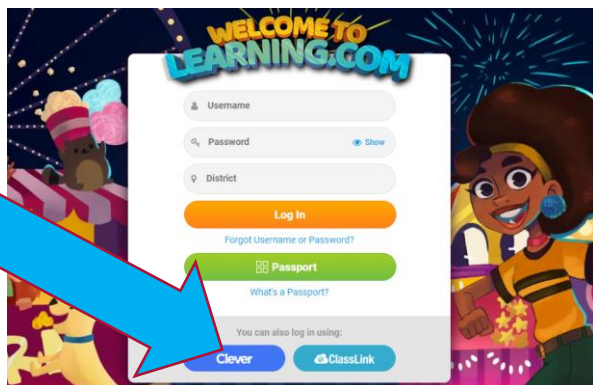 WELCOME TO
LEARNING.COM
Username
Password Show
District
Log In
Forgot Username or Password?
Passport
What's a Passport?
You can also log in using:
Clever ClassLink